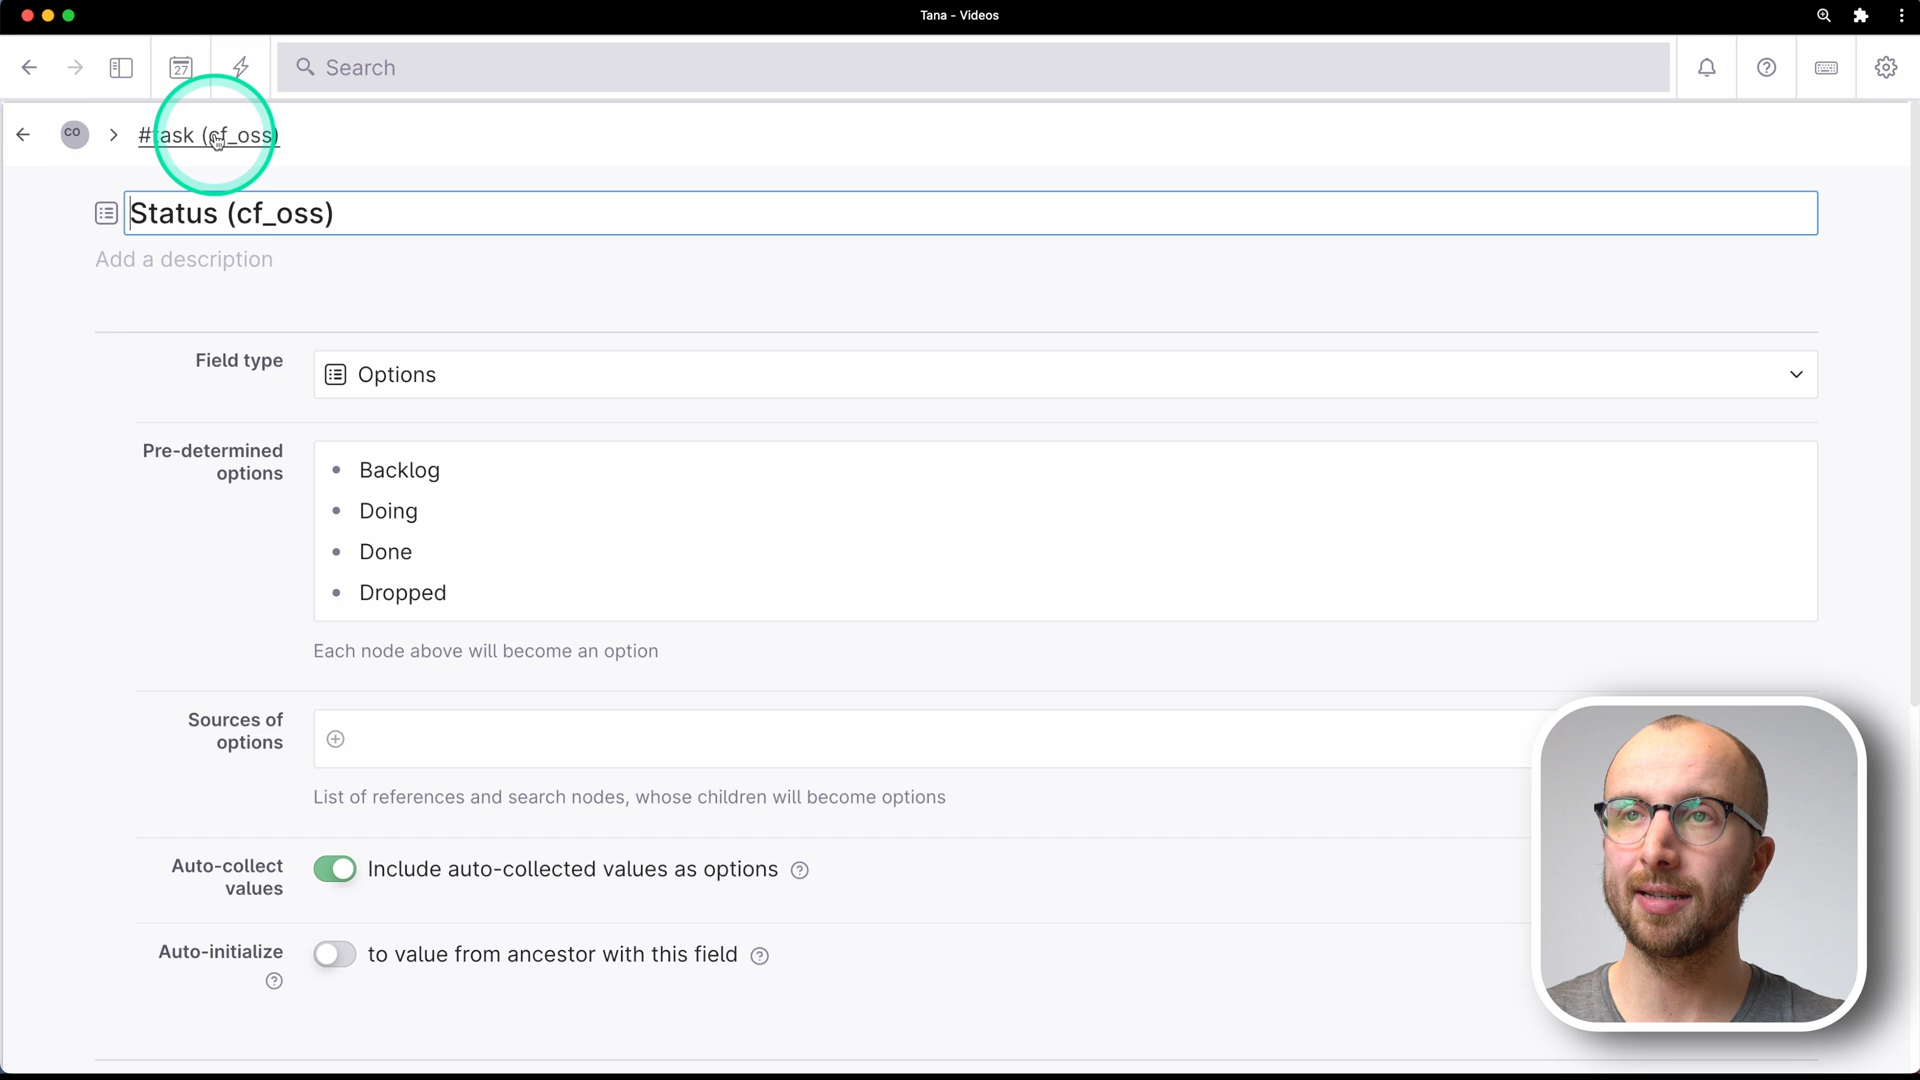 Tana - Videos
27
Search
CO
#task (cf_oss)
Status (cf_oss)
Add a description
Field type
Options
Pre-determined
options
Backlog
Doing
Done
Dropped
Each node above will become an option
Sources of
options
List of references and search nodes, whose children will become options
Auto-collect
values
Include auto-collected values as options
Auto-initialize
to value from ancestor with this field